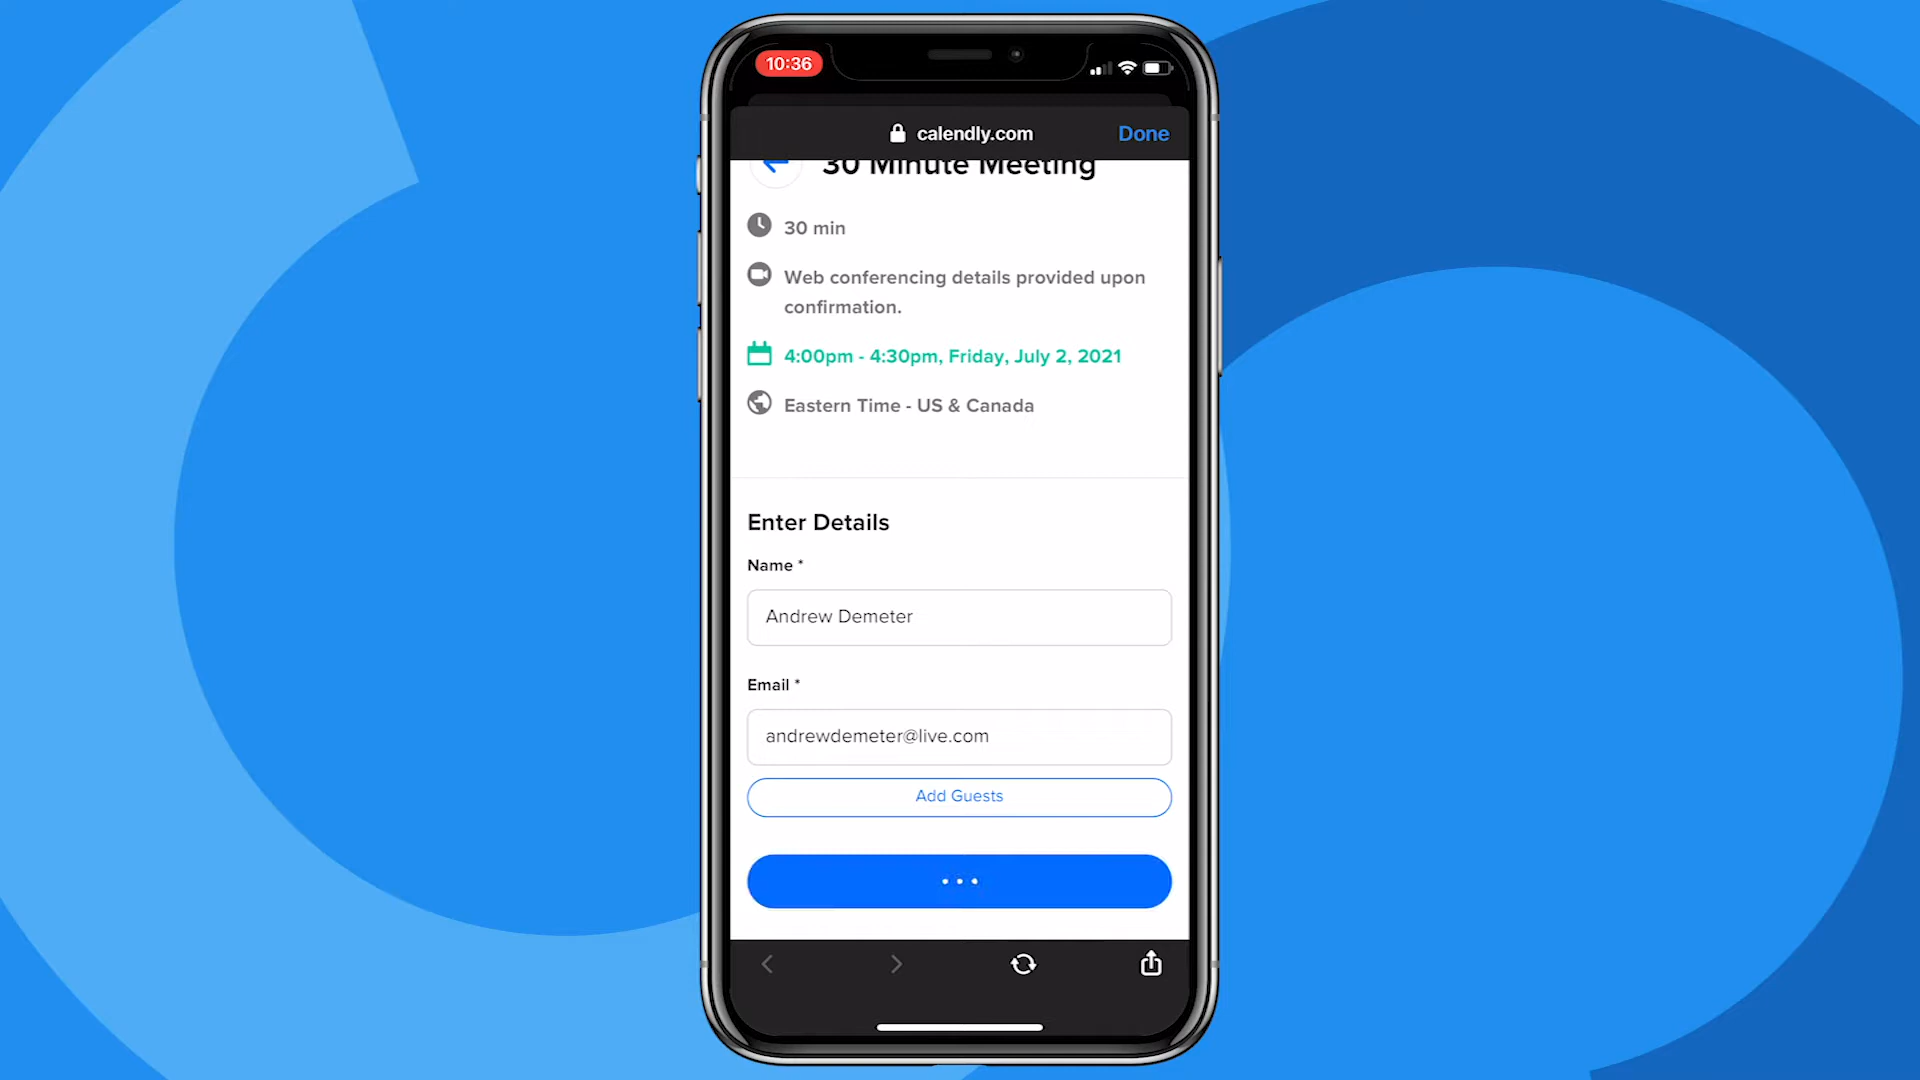 10:36
calendly.com
Done
30 Minute Meeting
30 min
Web conferencing details provided upon
confirmation.
4:00pm - 4:30pm, Friday, July 2, 2021
Eastern Time - US & Canada
Enter Details
Name *
Andrew Demeter
Email *
andrewdemeter@live.com
Add Guests